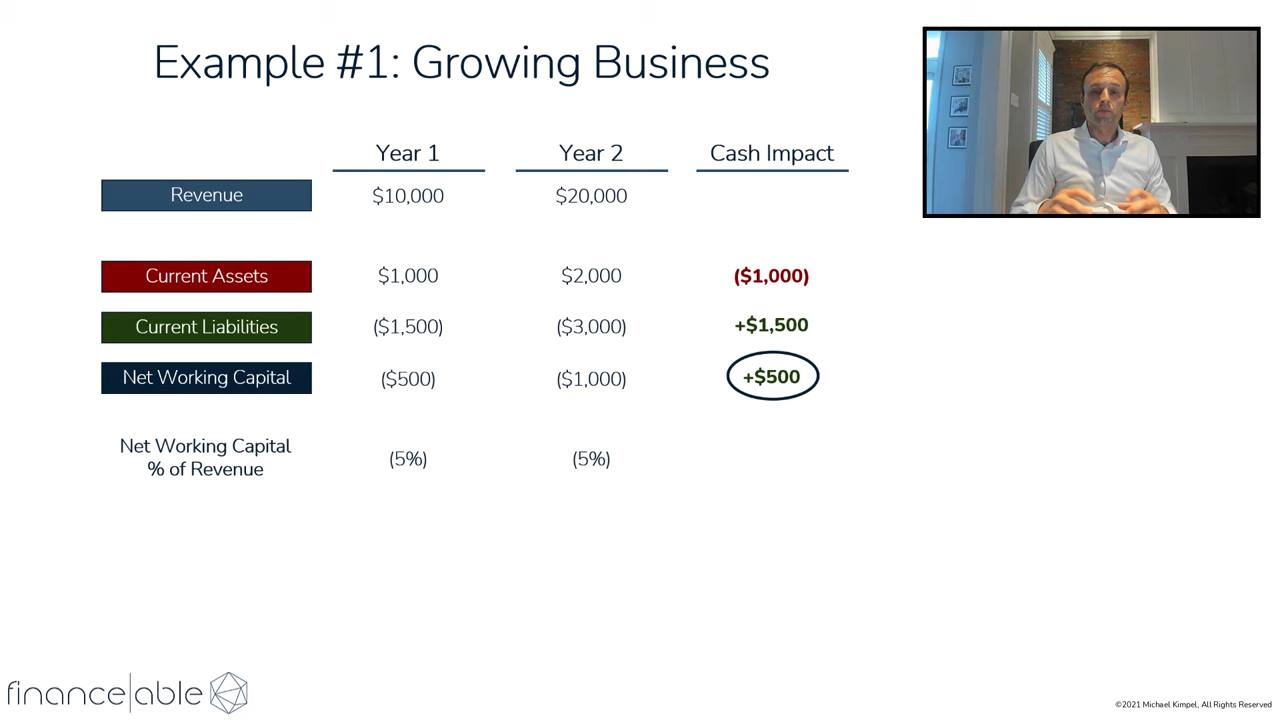 Example #1: Growing Business
Year 1 Year 2 Cash Impact
Revenue $10,000 $20,000
Current Assets $1,000 $2,000 ($1,000)
Current Liabilities ($1,500) ($3,000) +$1,500
Net Working Capital ($500) ($1,000) +$500
Net Working Capital
% of Revenue (5%) (5%)
finance|able
©2021 Michael Kimpel, All Rights Reserved